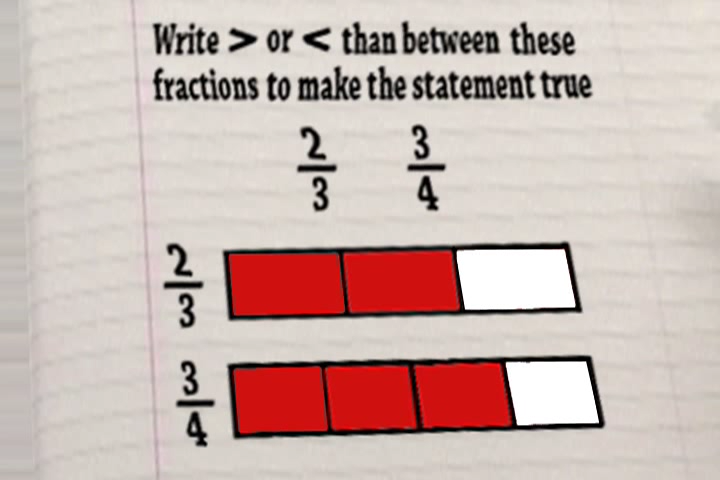 Write > or < than between these
fractions to make the statement true
2/3 3/4
2/3
3/4